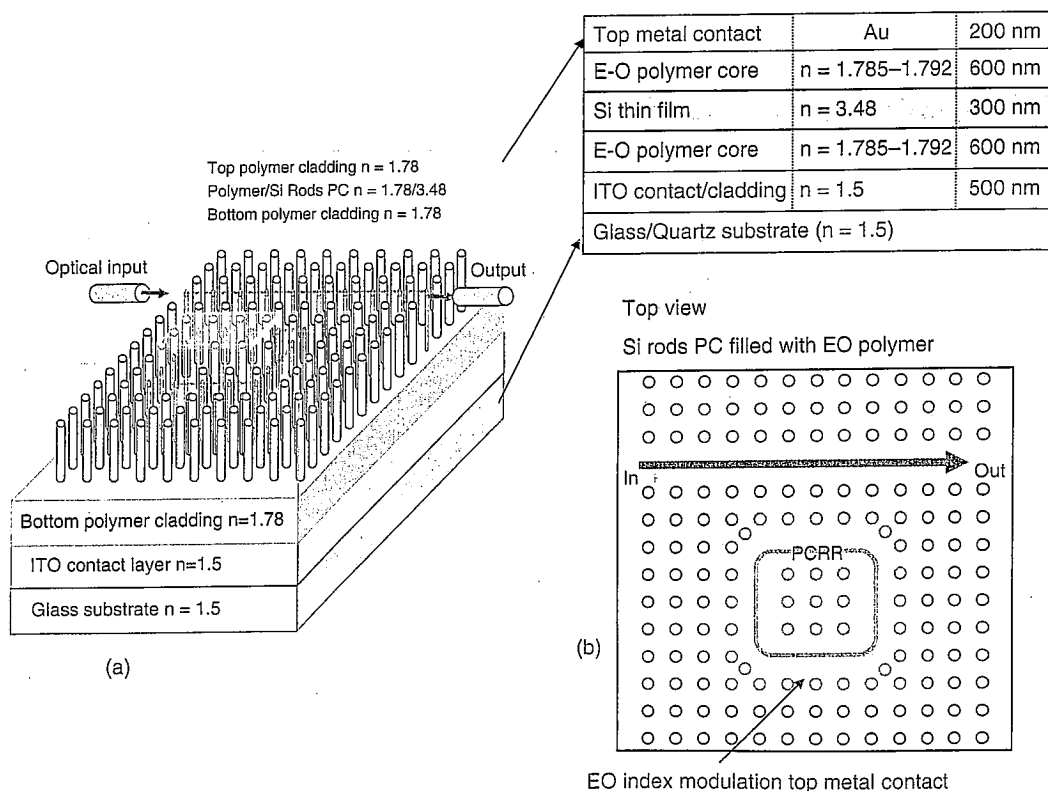 Top metal contact Au 200 nm
E-O polymer core n = 1.785–1.792 600 nm
Si thin film n = 3.48 300 nm
E-O polymer core n = 1.785–1.792 600 nm
ITO contact/cladding n = 1.5 500 nm
Glass/Quartz substrate (n = 1.5)
Top polymer cladding n = 1.78
Polymer/Si Rods PC n = 1.78/3.48
Bottom polymer cladding n = 1.78
Optical input
Output
Bottom polymer cladding n=1.78
ITO contact layer n=1.5
Glass substrate n = 1.5
(a)
Top view
Si rods PC filled with EO polymer
In
Out
PCRR
(b)
EO index modulation top metal contact